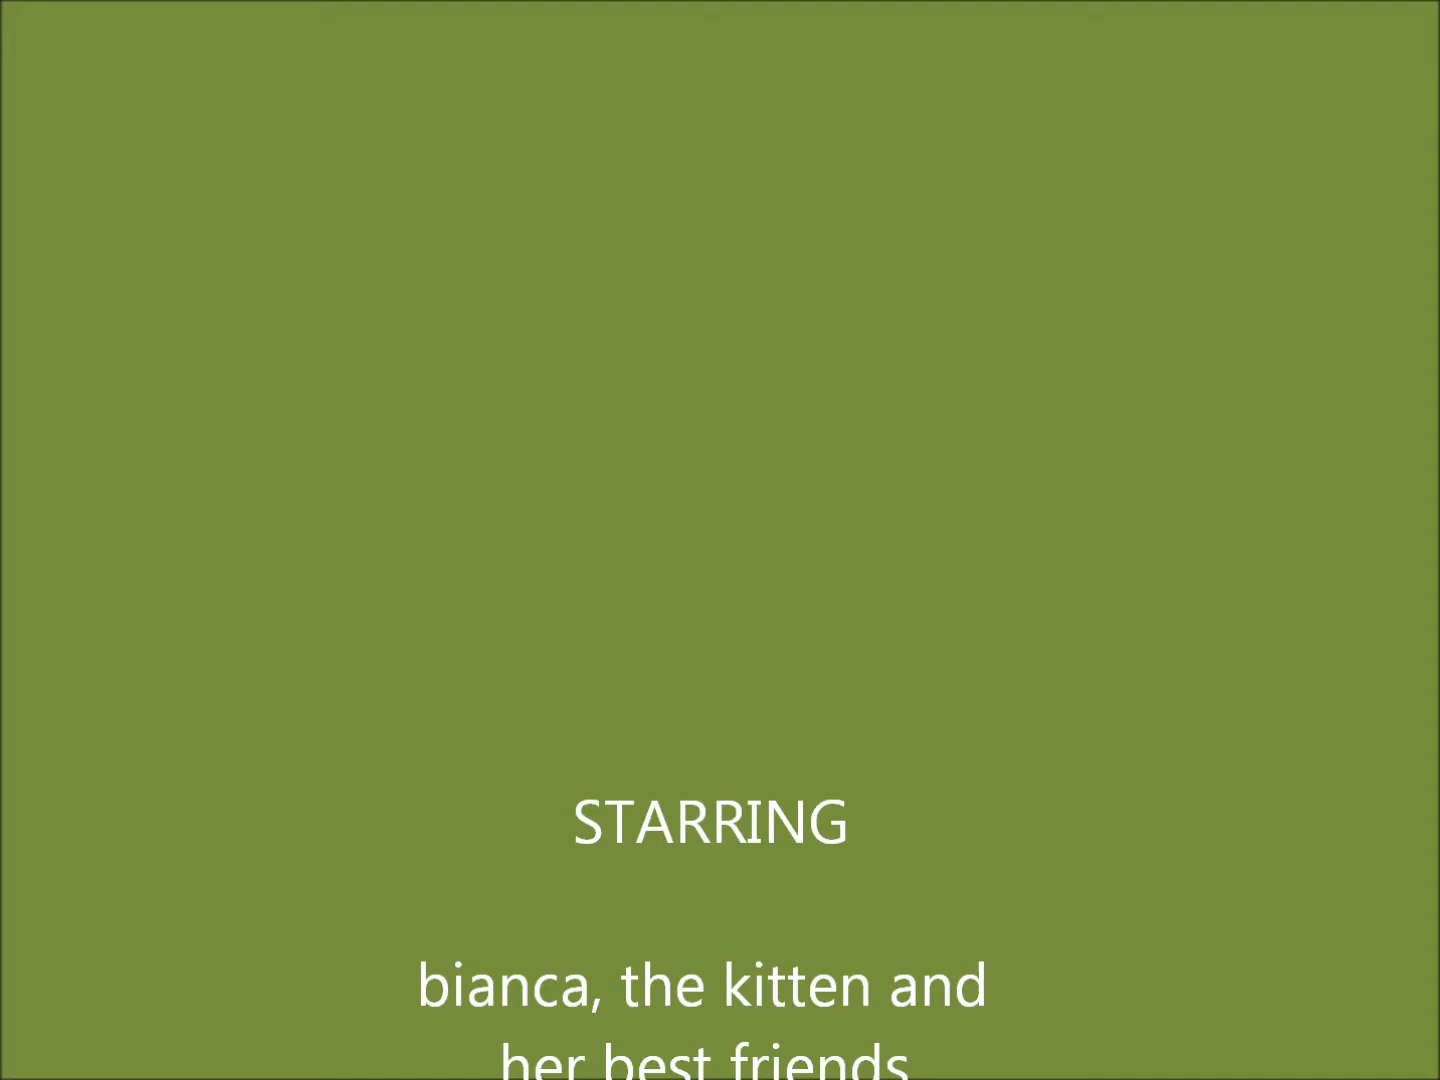 STARRING
bianca, the kitten and
her best friends